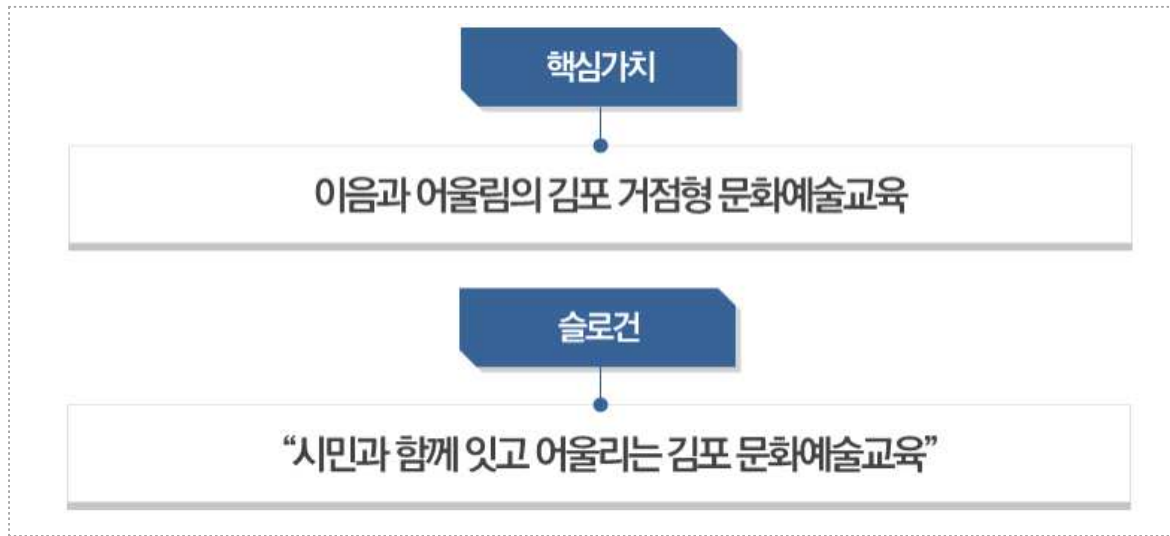 핵심가치
이음과 어울림의 김포 거점형 문화예술교육
슬로건
“시민과 함께 잇고 어울리는 김포 문화예술교육”